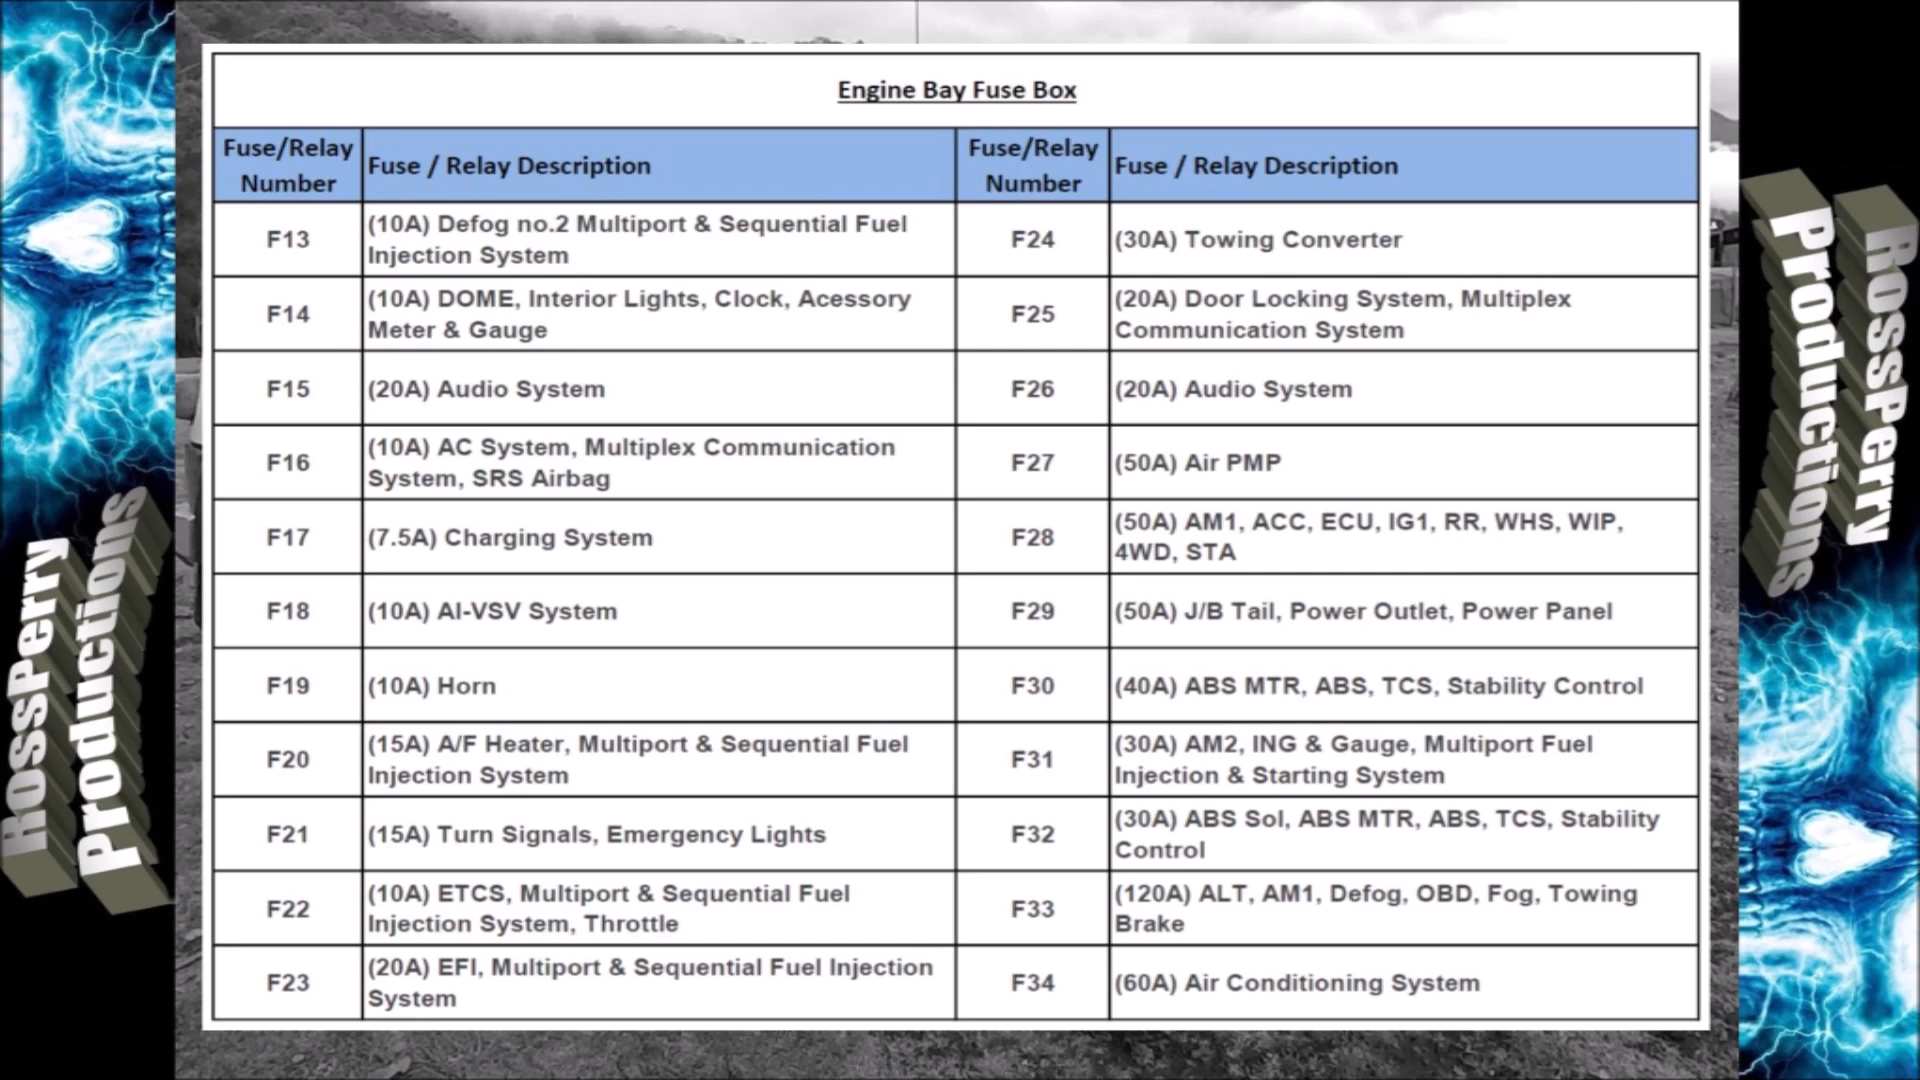 Engine Bay Fuse Box
Fuse/Relay
Number
Fuse / Relay Description
Fuse/Relay
Number
Fuse / Relay Description
F13
(10A) Defog no.2 Multiport & Sequential Fuel
Injection System
F24
(30A) Towing Converter
F14
(10A) DOME, Interior Lights, Clock, Acessory
Meter & Gauge
F25
(20A) Door Locking System, Multiplex
Communication System
F15
(20A) Audio System
F26
(20A) Audio System
F16
(10A) AC System, Multiplex Communication
System, SRS Airbag
F27
(50A) Air PMP
F17
(7.5A) Charging System
F28
(50A) AM1, ACC, ECU, IG1, RR, WHS, WIP,
4WD, STA
F18
(10A) AI-VSV System
F29
(50A) J/B Tail, Power Outlet, Power Panel
F19
(10A) Horn
F30
(40A) ABS MTR, ABS, TCS, Stability Control
F20
(15A) A/F Heater, Multiport & Sequential Fuel
Injection System
F31
(30A) AM2, ING & Gauge, Multiport Fuel
Injection & Starting System
F21
(15A) Turn Signals, Emergency Lights
F32
(30A) ABS Sol, ABS MTR, ABS, TCS, Stability
Control
F22
(10A) ETCS, Multiport & Sequential Fuel
Injection System, Throttle
F33
(120A) ALT, AM1, Defog, OBD, Fog, Towing
Brake
F23
(20A) EFI, Multiport & Sequential Fuel Injection
System
F34
(60A) Air Conditioning System
RossPerry
Productions
RossPerry
Productions